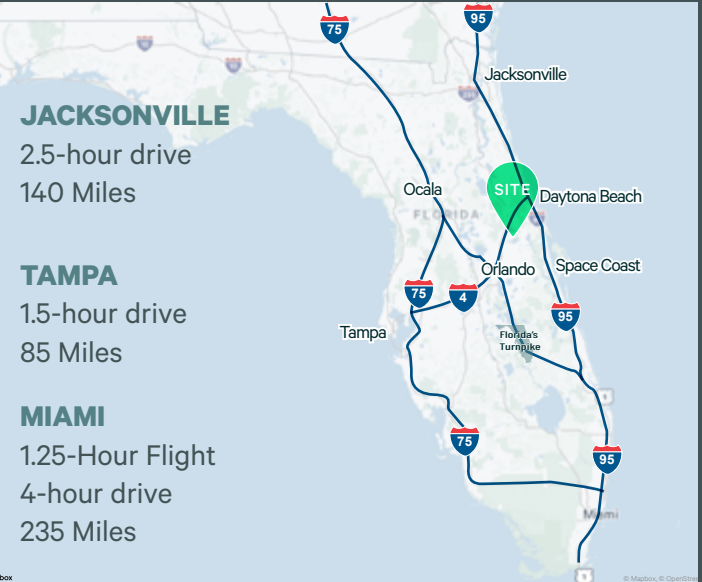 JACKSONVILLE
2.5-hour drive
140 Miles
TAMPA
1.5-hour drive
85 Miles
MIAMI
1.25-Hour Flight
4-hour drive
235 Miles
75
95
Jacksonville
Ocala
SITE
Daytona Beach
FLORIDA
Orlando
Space Coast
75
4
95
Tampa
Florida's
Turnpike
75
95
Miami
box
© Mapbox, © OpenStree